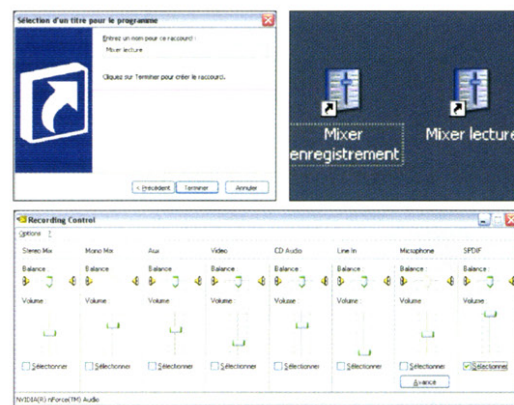 Sélection d'un titre pour le programme
Entrez un nom pour ce raccourci :
Mixer lecture
Cliquez sur Terminer pour créer le raccourci.
< Précédent Terminer Annuler
Mixer enregistrement
Mixer lecture
Recording Control
Options ?
Stereo Mix Mono Mix Aux Video CD Audio Line In Microphone SPDIF
Balance Balance Balance Balance Balance Balance Balance : Balance
Volume : Volume : Volume : Volume : Volume Volume : Volume : Volume :
Sélectionner Sélectionner Sélectionner Sélectionner Sélectionner Sélectionner Sélectionner Sélectionner
Avancé
NVIDIA(R) nForce(TM) Audio